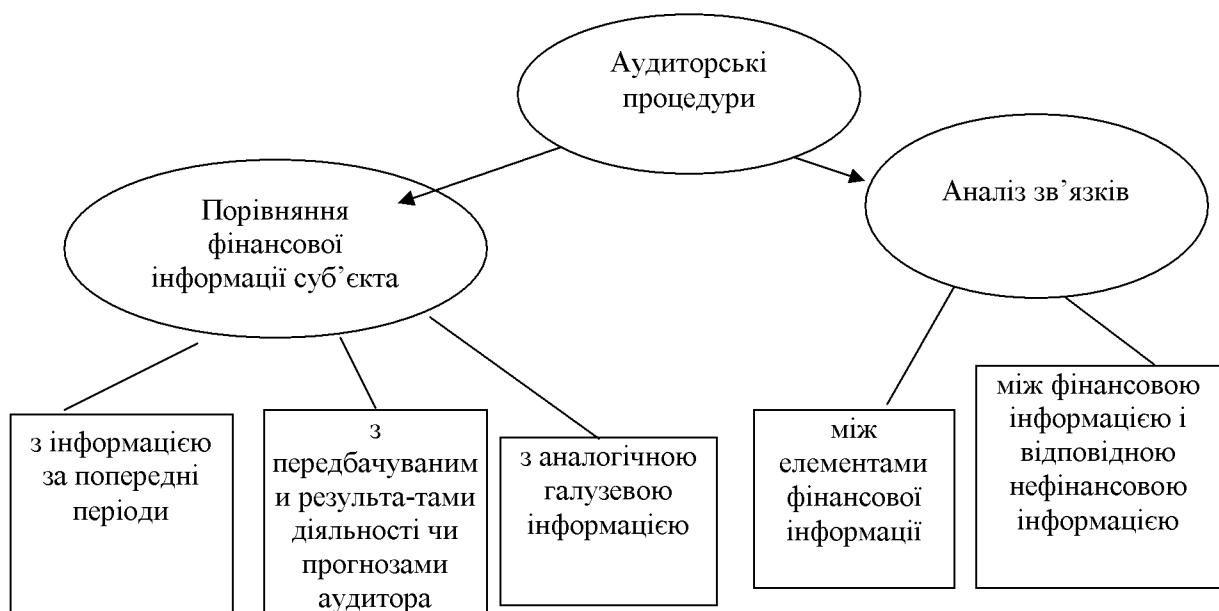 Аудиторські
процедури
Порівняння
фінансової
інформації суб’єкта
Аналіз зв’язків
з інформацією
за попередні
періоди
з
передбачуваним
и результа-тами
діяльності чи
прогнозами
аудитора
з аналогічною
галузевою
інформацією
між
елементами
фінансової
інформації
між фінансовою
інформацією і
відповідною
нефінансовою
інформацією